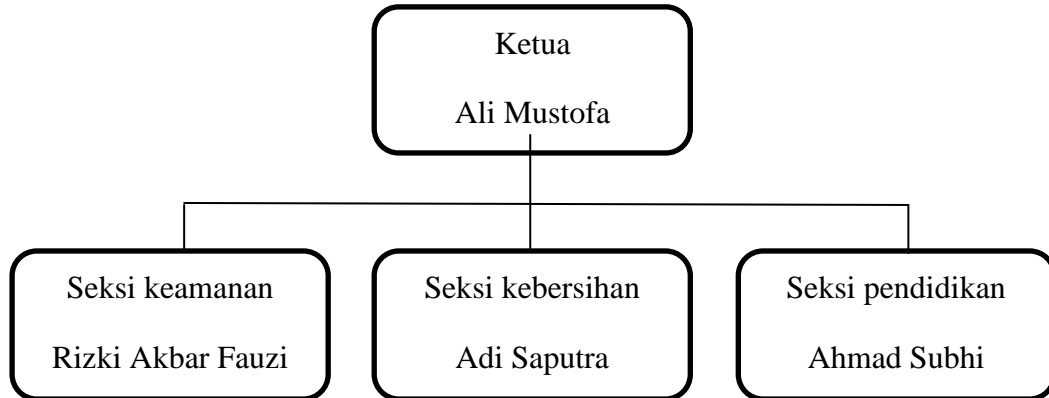 Ketua
Ali Mustofa
Seksi keamanan
Rizki Akbar Fauzi
Seksi kebersihan
Adi Saputra
Seksi pendidikan
Ahmad Subhi